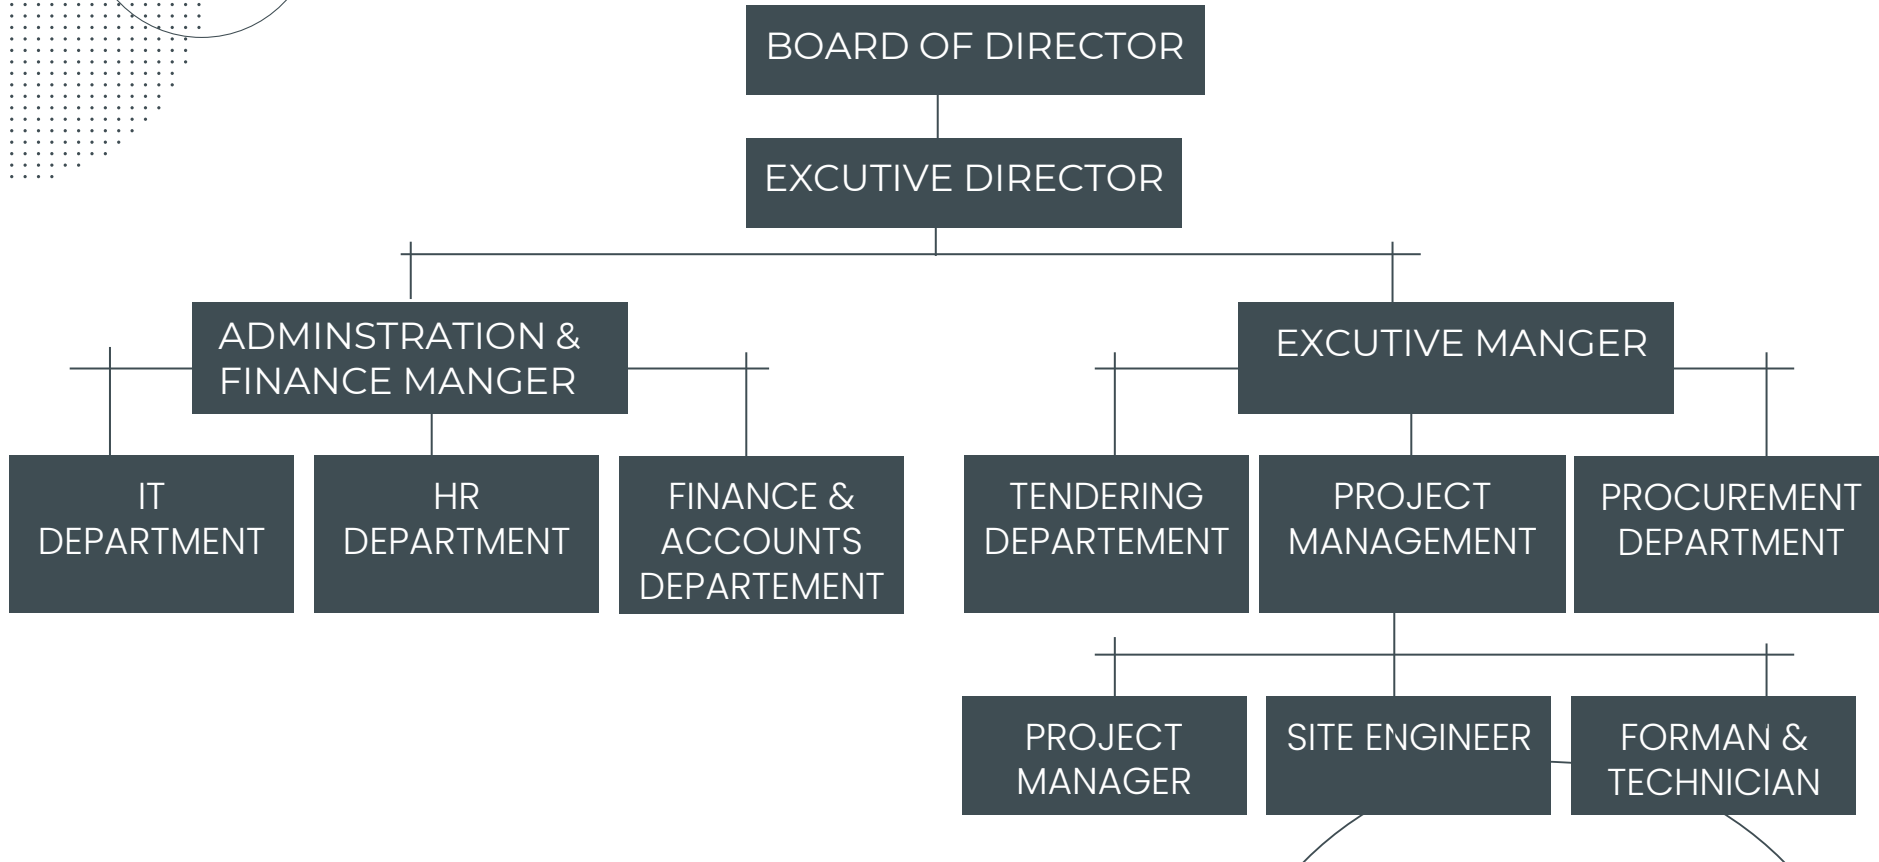 BOARD OF DIRECTOR
EXCUTIVE DIRECTOR
ADMINSTRATION &
FINANCE MANGER
EXCUTIVE MANGER
IT
DEPARTMENT
HR
DEPARTMENT
FINANCE &
ACCOUNTS
DEPARTEMENT
TENDERING
DEPARTEMENT
PROJECT
MANAGEMENT
PROCUREMENT
DEPARTMENT
PROJECT
MANAGER
SITE ENGINEER
FORMAN &
TECHNICIAN